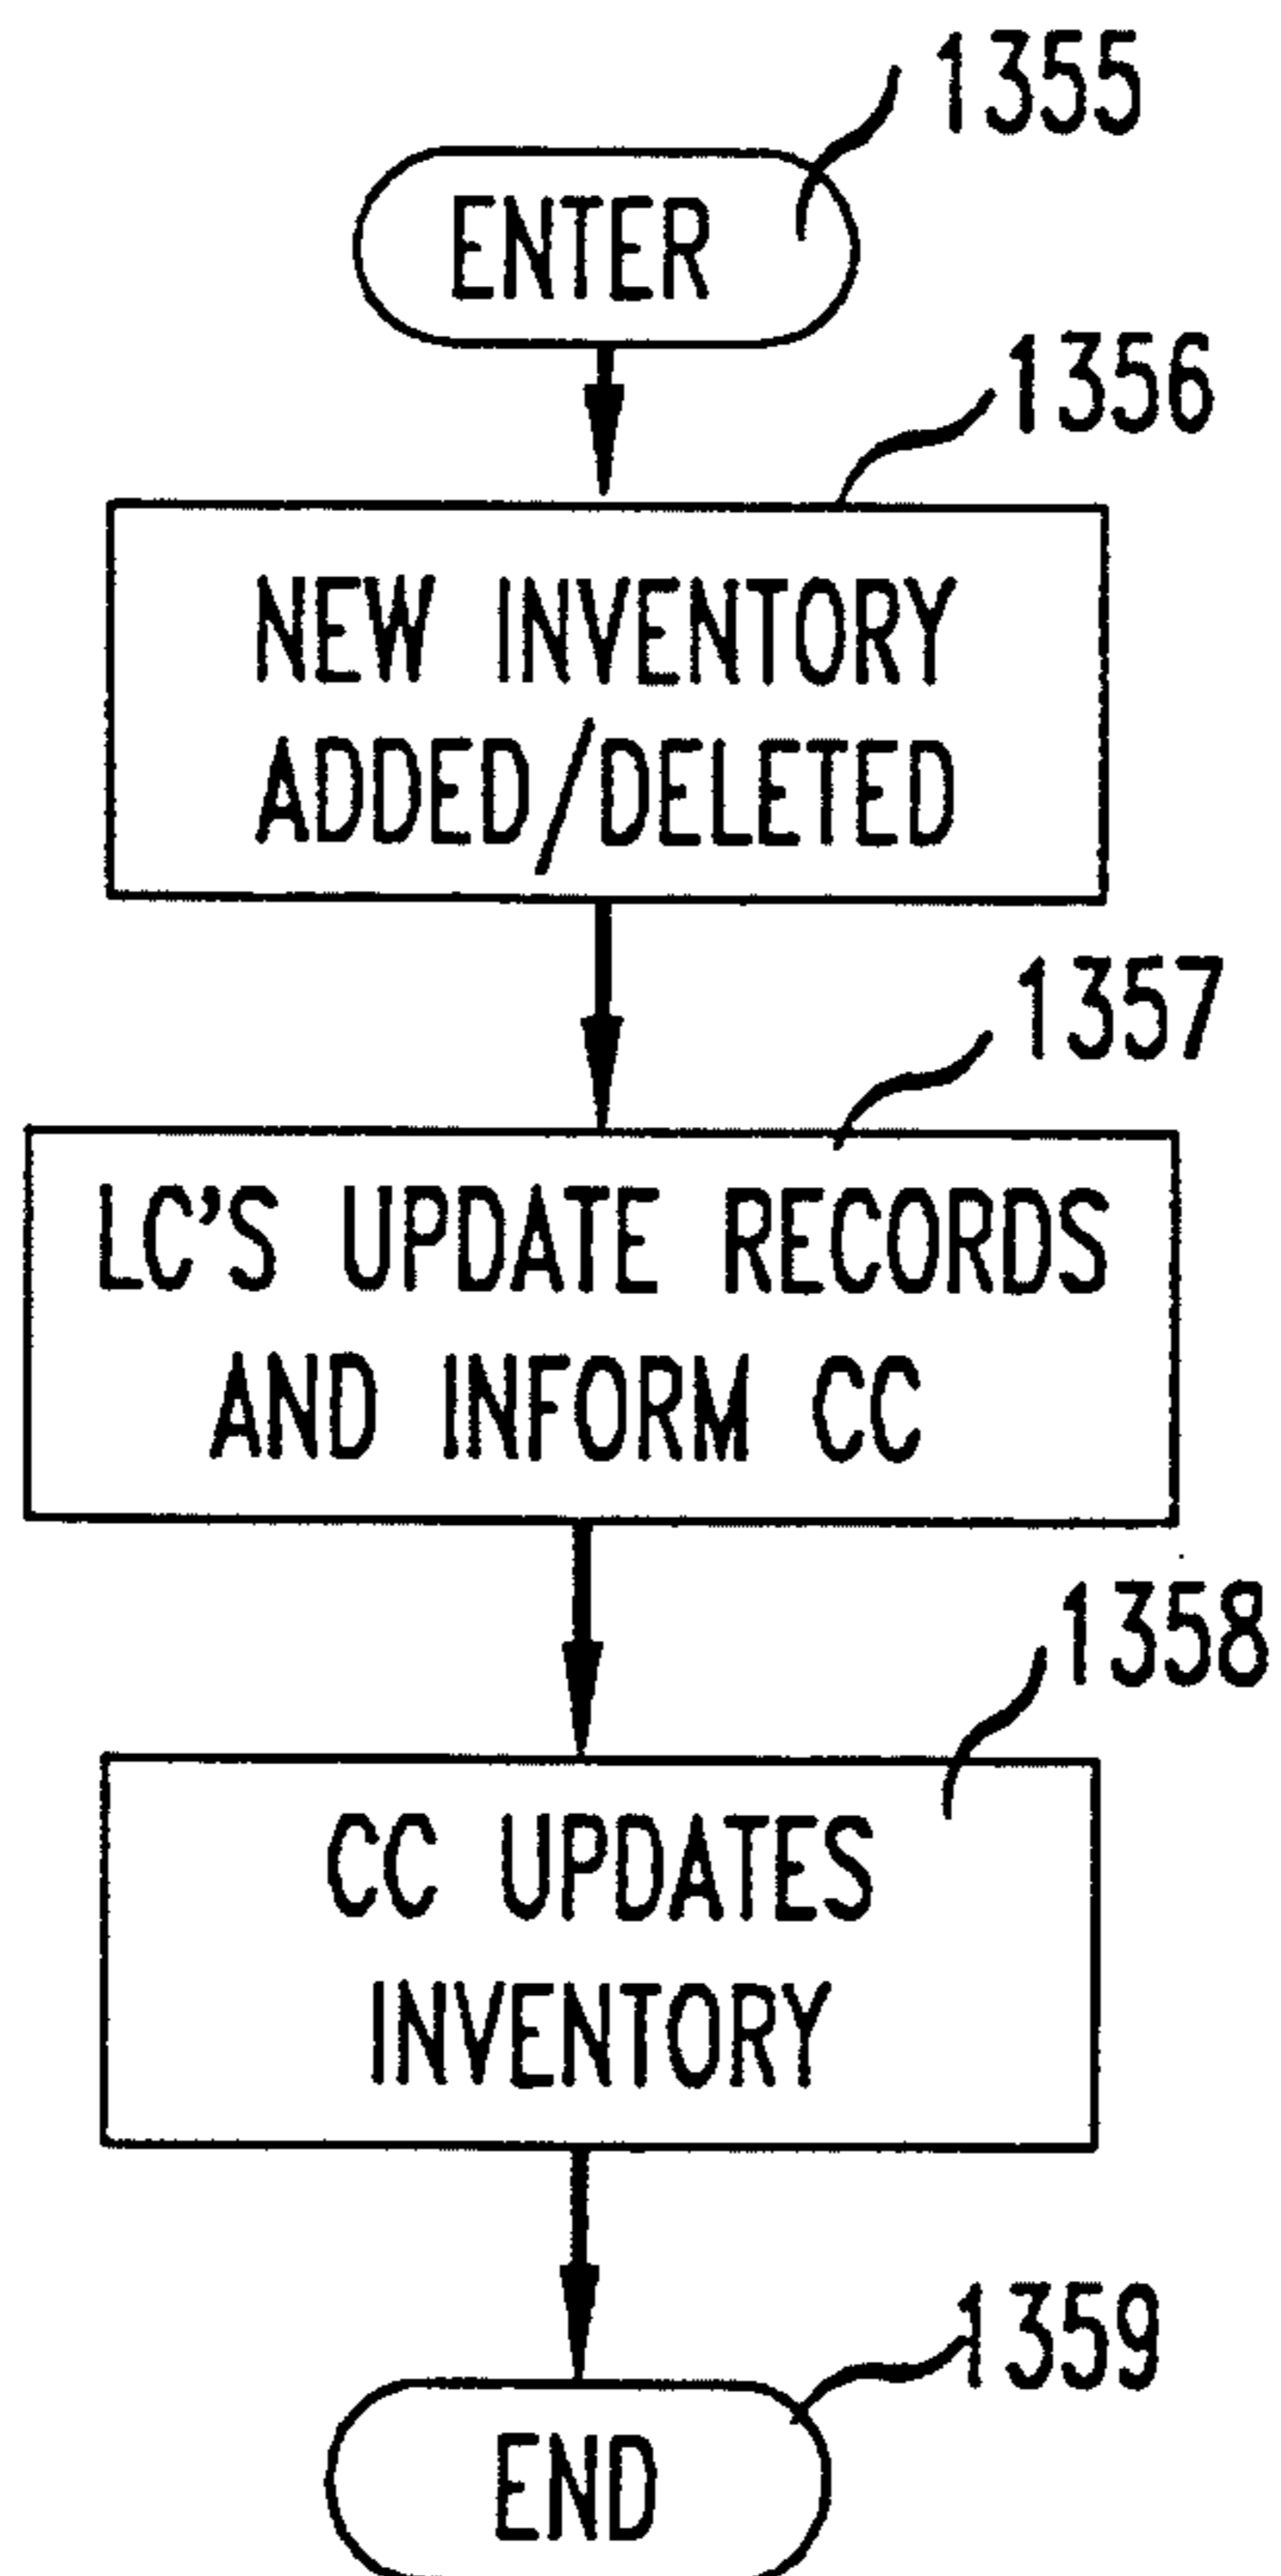 1355
ENTER
1356
NEW INVENTORY
ADDED/DELETED
1357
LC'S UPDATE RECORDS
AND INFORM CC
1358
CC UPDATES
INVENTORY
1359
END